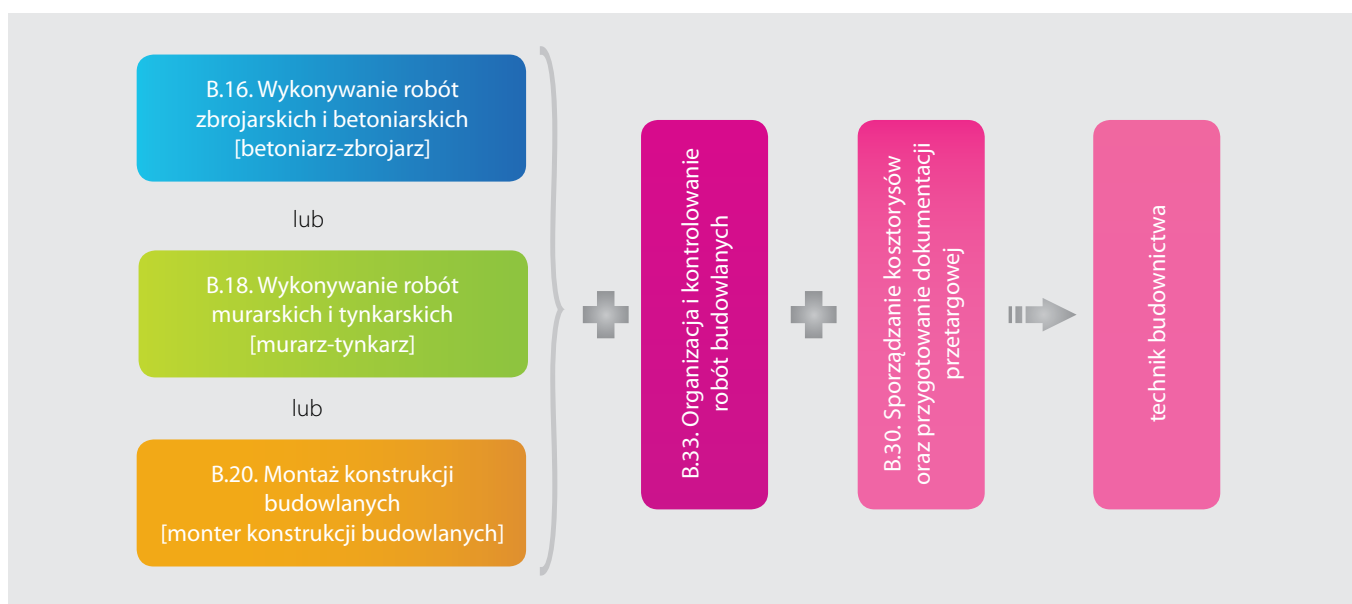 B.16. Wykonywanie robót
zbrojarskich i betoniarskich
[betoniarz-zbrojarz]
lub
B.18. Wykonywanie robót
murarskich i tynkarskich
[murarz-tynkarz]
lub
B.20. Montaż konstrukcji
budowlanych
[monter konstrukcji budowlanych]
B.33. Organizacja i kontrolowanie
robót budowlanych
B.30. Sporządzanie kosztorysów
oraz przygotowanie dokumentacji
przetargowej
technik budownictwa